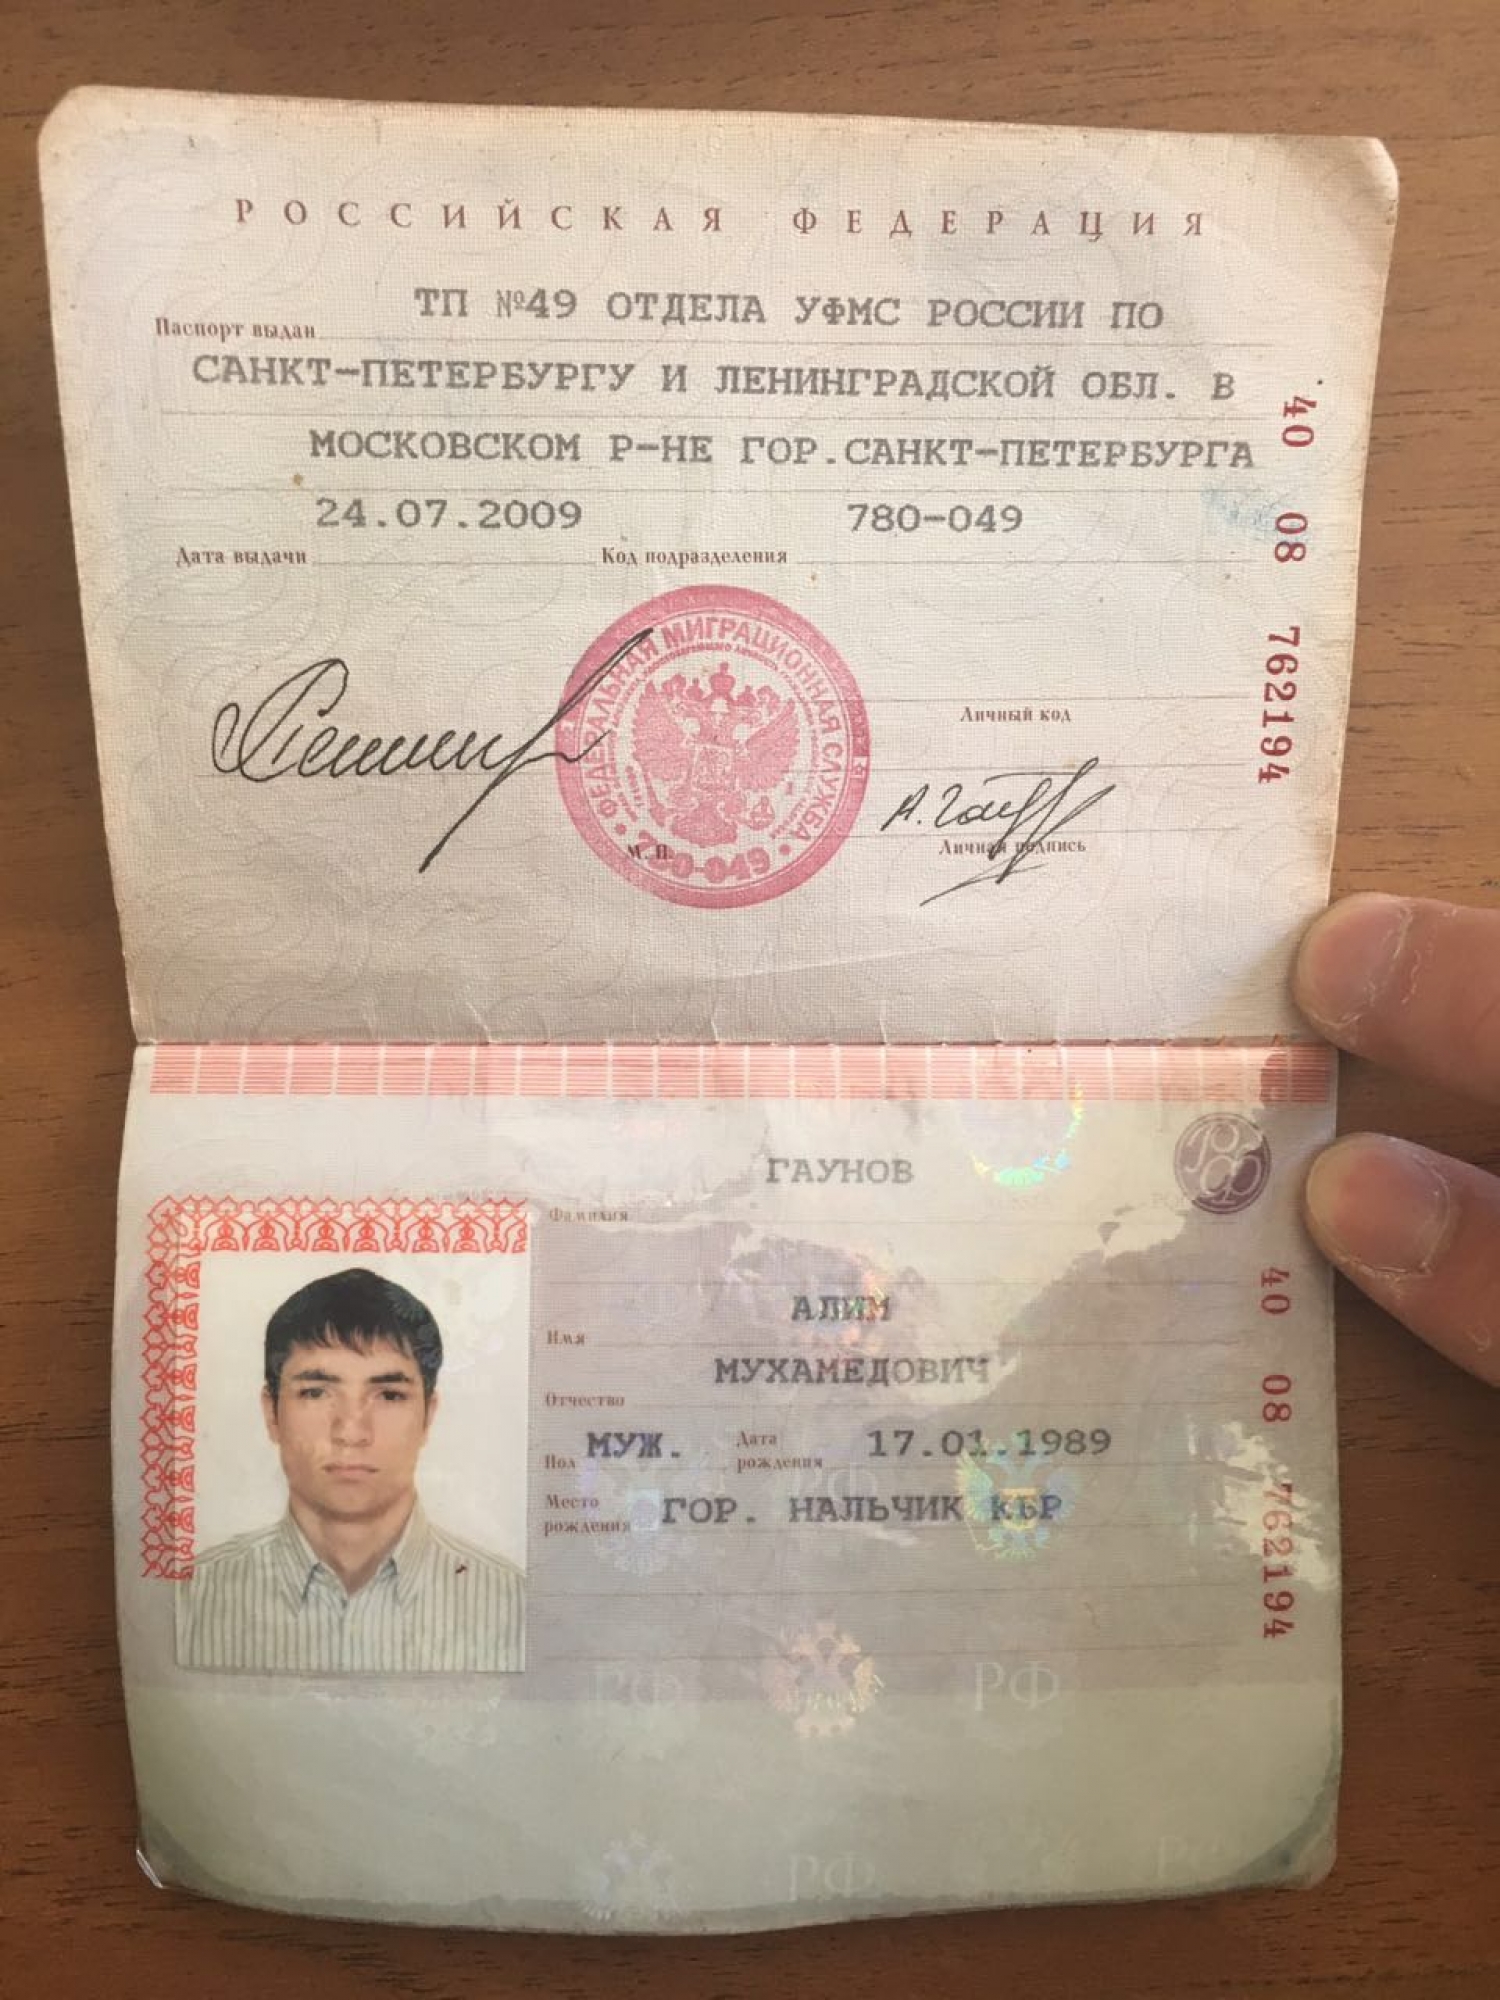 РОССИЙСКАЯ ФЕДЕРАЦИЯ
Паспорт выдан ТП №49 ОТДЕЛА УФМС РОССИИ ПО
САНКТ-ПЕТЕРБУРГУ И ЛЕНИНГРАДСКОЙ ОБЛ. В
МОСКОВСКОМ Р-НЕ ГОР.САНКТ-ПЕТЕРБУРГА
Дата выдачи 24.07.2009 Код подразделения 780-049
40 08 762194
ФЕДЕРАЛЬНАЯ МИГРАЦИОННАЯ СЛУЖБА
780-049
М. П.
Личный код
Личная подпись
ГАУНОВ
Фамилия
АЛИМ
Имя
МУХАМЕДОВИЧ
Отчество
Пол МУЖ. Дата рождения 17.01.1989
Место рождения ГОР. НАЛЬЧИК КБР
40 08 762194
РФ РФ
РФ